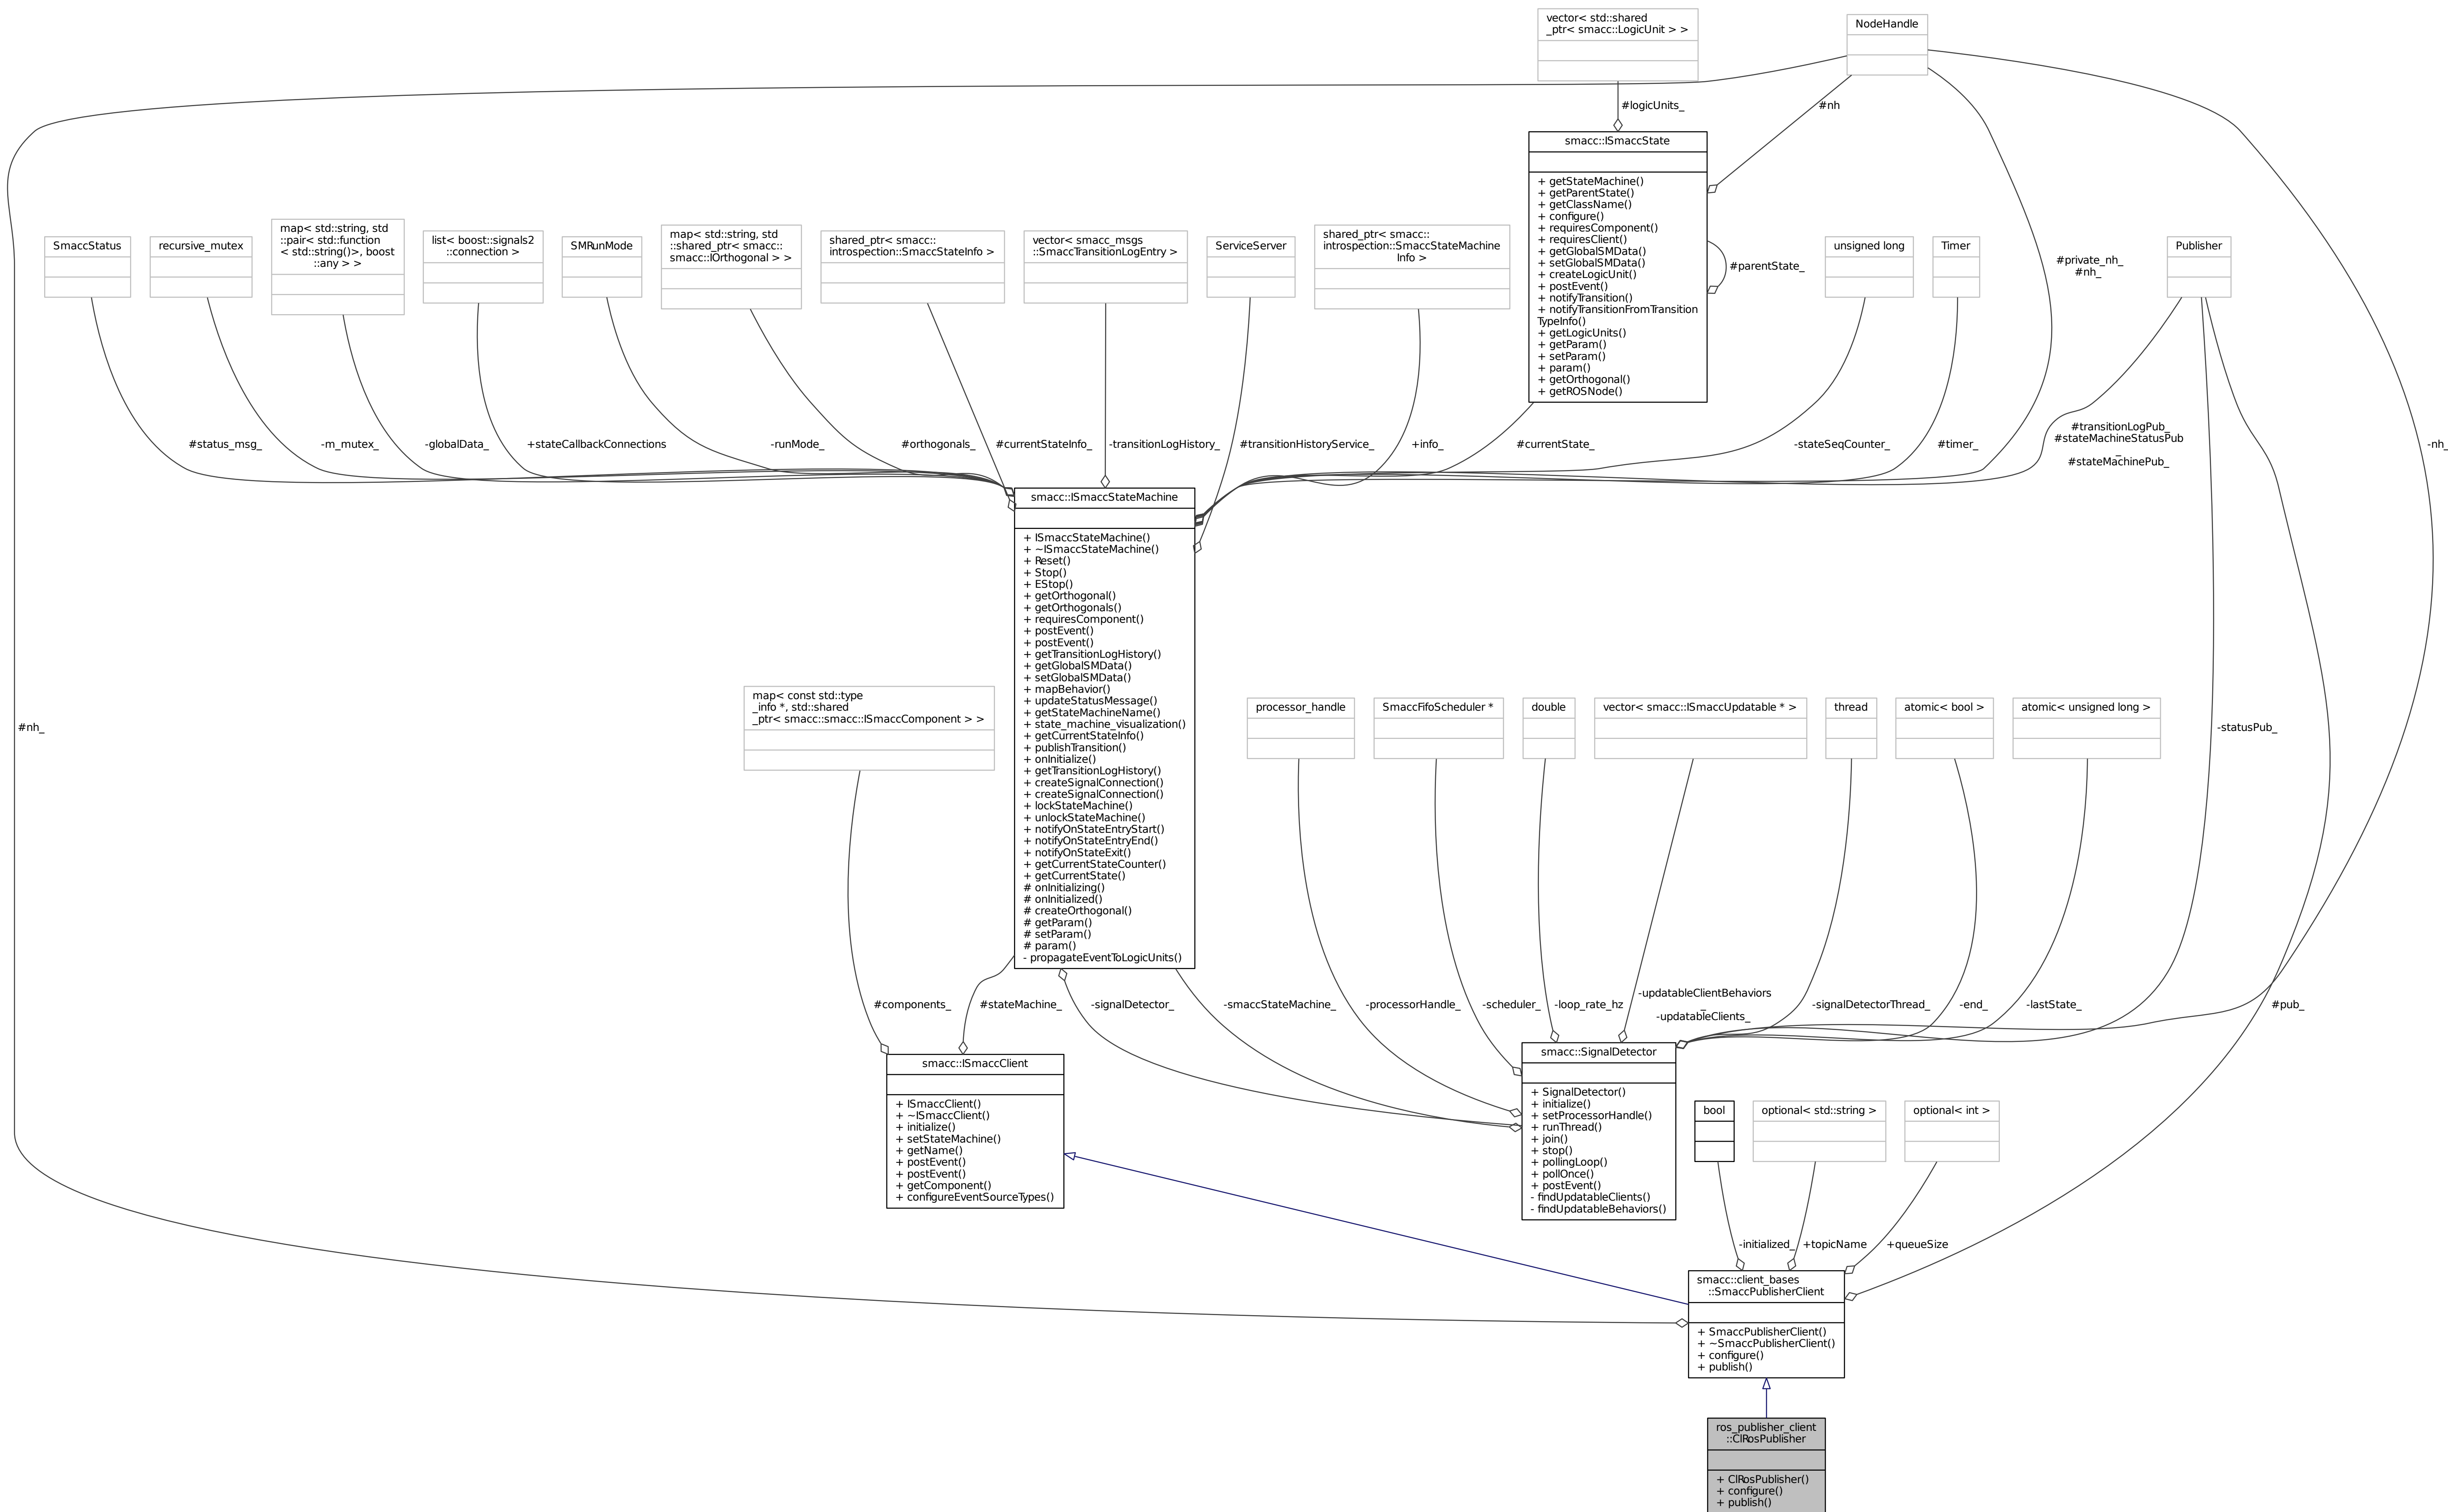 vector< std::shared
_ptr< smacc::LogicUnit > >
NodeHandle
#logicUnits_
#nh
smacc::ISmaccState
+ getStateMachine()
+ getParentState()
+ getClassName()
+ configure()
+ requiresComponent()
+ requiresClient()
+ getGlobalSMData()
+ setGlobalSMData()
+ createLogicUnit()
+ postEvent()
+ notifyTransition()
+ notifyTransitionFromTransition
TypeInfo()
+ getLogicUnits()
+ getParam()
+ setParam()
+ param()
+ getOrthogonal()
+ getROSNode()
#parentState_
SmaccStatus
recursive_mutex
map< std::string, std
::pair< std::function
< std::string()>, boost
::any > >
list< boost::signals2
::connection >
SMRunMode
map< std::string, std
::shared_ptr< smacc::
smacc::IOrthogonal > >
shared_ptr< smacc::
introspection::SmaccStateInfo >
vector< smacc_msgs
::SmaccTransitionLogEntry >
ServiceServer
shared_ptr< smacc::
introspection::SmaccStateMachine
Info >
unsigned long
Timer
Publisher
#private_nh_
#nh_
#status_msg_
-m_mutex_
-globalData_
+stateCallbackConnections
-runMode_
#orthogonals_
#currentStateInfo_
-transitionLogHistory_
#transitionHistoryService_
+info_
#currentState_
-stateSeqCounter_
#timer_
#transitionLogPub_
#stateMachineStatusPub
_
#stateMachinePub_
-nh_
smacc::ISmaccStateMachine
+ ISmaccStateMachine()
+ ~ISmaccStateMachine()
+ Reset()
+ Stop()
+ EStop()
+ getOrthogonal()
+ getOrthogonals()
+ requiresComponent()
+ postEvent()
+ postEvent()
+ getTransitionLogHistory()
+ getGlobalSMData()
+ setGlobalSMData()
+ mapBehavior()
+ updateStatusMessage()
+ getStateMachineName()
+ state_machine_visualization()
+ getCurrentStateInfo()
+ publishTransition()
+ onInitialize()
+ getTransitionLogHistory()
+ createSignalConnection()
+ createSignalConnection()
+ lockStateMachine()
+ unlockStateMachine()
+ notifyOnStateEntryStart()
+ notifyOnStateEntryEnd()
+ notifyOnStateExit()
+ getCurrentStateCounter()
+ getCurrentState()
# onInitializing()
# onInitialized()
# createOrthogonal()
# getParam()
# setParam()
# param()
- propagateEventToLogicUnits()
#nh_
map< const std::type
_info *, std::shared
_ptr< smacc::smacc::ISmaccComponent > >
processor_handle
SmaccFifoScheduler *
double
vector< smacc::ISmaccUpdatable * >
thread
atomic< bool >
atomic< unsigned long >
-statusPub_
#components_
#stateMachine_
-signalDetector_
-smaccStateMachine_
-processorHandle_
-scheduler_
-loop_rate_hz
-updatableClientBehaviors
_
-updatableClients_
-signalDetectorThread_
-end_
-lastState_
#pub_
smacc::ISmaccClient
+ ISmaccClient()
+ ~ISmaccClient()
+ initialize()
+ setStateMachine()
+ getName()
+ postEvent()
+ postEvent()
+ getComponent()
+ configureEventSourceTypes()
smacc::SignalDetector
+ SignalDetector()
+ initialize()
+ setProcessorHandle()
+ runThread()
+ join()
+ stop()
+ pollingLoop()
+ pollOnce()
+ postEvent()
- findUpdatableClients()
- findUpdatableBehaviors()
bool
optional< std::string >
optional< int >
-initialized_
+topicName
+queueSize
smacc::client_bases
::SmaccPublisherClient
+ SmaccPublisherClient()
+ ~SmaccPublisherClient()
+ configure()
+ publish()
ros_publisher_client
::ClRosPublisher
+ ClRosPublisher()
+ configure()
+ publish()